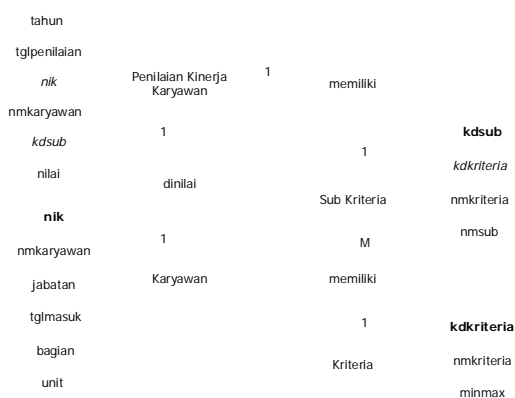 tahun
tglpenilaian
nik
nmkaryawan
kdsub
nilai
Penilaian Kinerja
Karyawan
1
memiliki
1
dinilai
1
Karyawan
nik
nmkaryawan
jabatan
tglmasuk
bagian
unit
1
Sub Kriteria
M
memiliki
1
Kriteria
kdsub
kdkriteria
nmkriteria
nmsub
kdkriteria
nmkriteria
minmax